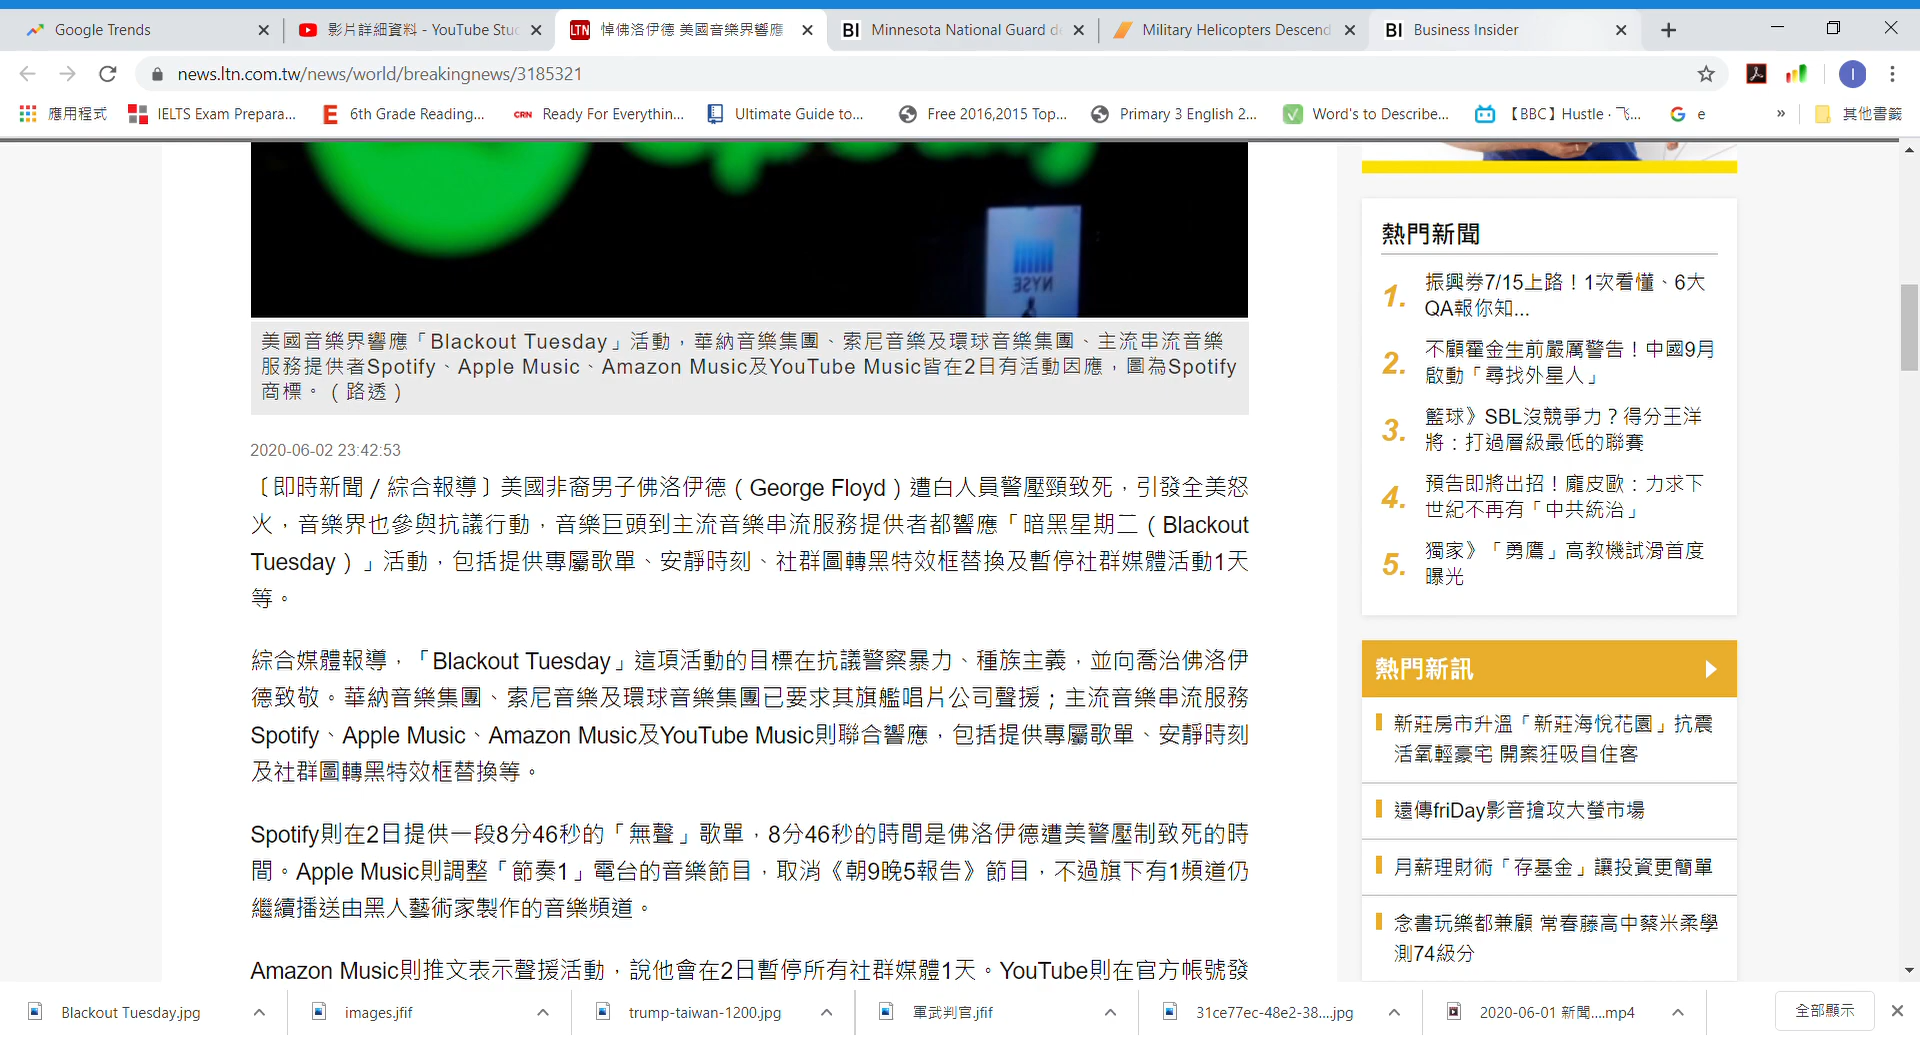 Google Trends
影片詳細資料 - YouTube Stu
悼佛洛伊德 美國音樂界響應
BI Minnesota National Guard de
Military Helicopters Descend
BI Business Insider
news.ltn.com.tw/news/world/breakingnews/3185321
I
應用程式
IELTS Exam Prepara...
6th Grade Reading...
CRN Ready For Everythin...
Ultimate Guide to...
Free 2016,2015 Top...
Primary 3 English 2...
Word's to Describe...
【BBC】Hustle · 飞...
e
»
其他書籤
NYSE
美國音樂界響應「Blackout Tuesday」活動，華納音樂集團、索尼音樂及環球音樂集團、主流串流音樂
服務提供者Spotify、Apple Music、Amazon Music及YouTube Music皆在2日有活動因應，圖為Spotify
商標。（路透）
2020-06-02 23:42:53
〔即時新聞／綜合報導〕美國非裔男子佛洛伊德（George Floyd）遭白人員警壓頸致死，引發全美怒
火，音樂界也參與抗議行動，音樂巨頭到主流音樂串流服務提供者都響應「暗黑星期二（Blackout
Tuesday）」活動，包括提供專屬歌單、安靜時刻、社群圖轉黑特效框替換及暫停社群媒體活動1天
等。
綜合媒體報導，「Blackout Tuesday」這項活動的目標在抗議警察暴力、種族主義，並向喬治佛洛伊
德致敬。華納音樂集團、索尼音樂及環球音樂集團已要求其旗艦唱片公司聲援；主流音樂串流服務
Spotify、Apple Music、Amazon Music及YouTube Music則聯合響應，包括提供專屬歌單、安靜時刻
及社群圖轉黑特效框替換等。
Spotify則在2日提供一段8分46秒的「無聲」歌單，8分46秒的時間是佛洛伊德遭美警壓制致死的時
間。Apple Music則調整「節奏1」電台的音樂節目，取消《朝9晚5報告》節目，不過旗下有1頻道仍
繼續播送由黑人藝術家製作的音樂頻道。
Amazon Music則推文表示聲援活動，說他會在2日暫停所有社群媒體1天。YouTube則在官方帳號發
熱門新聞
1. 振興券7/15上路！1次看懂、6大
QA報你知...
2. 不顧霍金生前嚴厲警告！中國9月
啟動「尋找外星人」
3. 籃球》SBL沒競爭力？得分王洋
將：打過層級最低的聯賽
4. 預告即將出招！龐皮歐：力求下
世紀不再有「中共統治」
5. 獨家》「勇鷹」高教機試滑首度
曝光
熱門新訊
新莊房市升溫「新莊海悅花園」抗震
活氧輕豪宅 開案狂吸自住客
遠傳friDay影音搶攻大螢市場
月薪理財術「存基金」讓投資更簡單
念書玩樂都兼顧 常春藤高中蔡米柔學
測74級分
Blackout Tuesday.jpg
images.jfif
trump-taiwan-1200.jpg
軍武判官.jfif
31ce77ec-48e2-38....jpg
2020-06-01 新聞....mp4
全部顯示